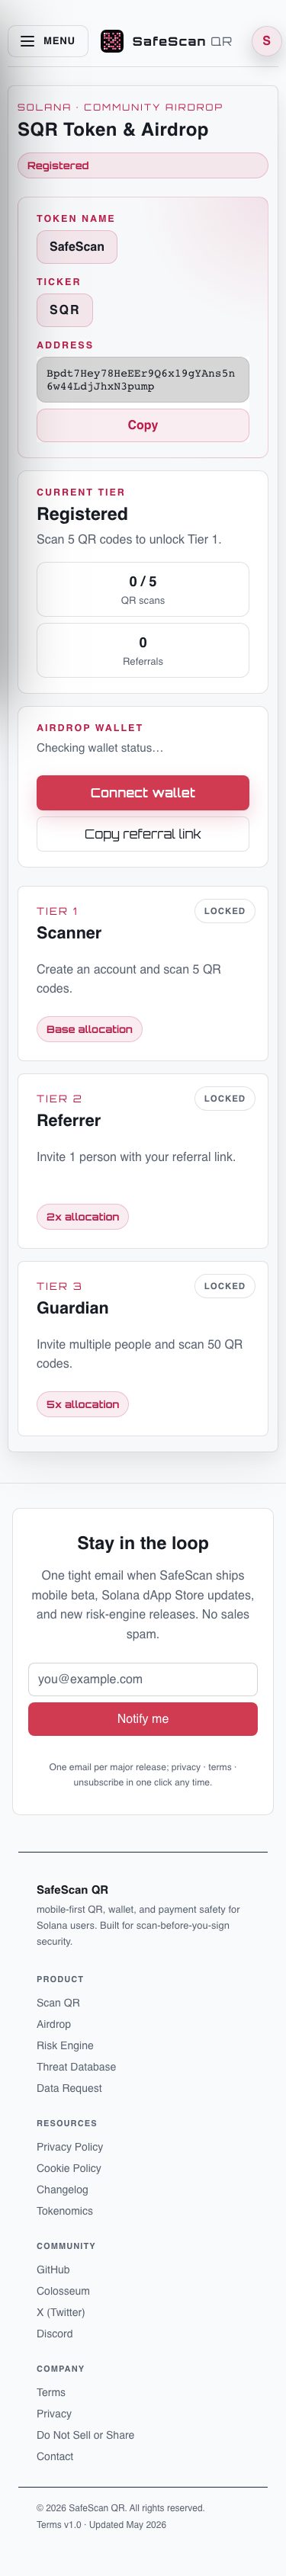 MENU
SafeScan QR
S
SOLANA · COMMUNITY AIRDROP
SQR Token & Airdrop
Registered
TOKEN NAME
SafeScan
TICKER
SQR
ADDRESS
Bpdt7Hey78HeEEr9Q6x19gYAns5n
6w44LdjJhxN3pump
Copy
CURRENT TIER
Registered
Scan 5 QR codes to unlock Tier 1.
0 / 5
QR scans
0
Referrals
AIRDROP WALLET
Checking wallet status…
Connect wallet
Copy referral link
TIER 1
LOCKED
Scanner
Create an account and scan 5 QR
codes.
Base allocation
TIER 2
LOCKED
Referrer
Invite 1 person with your referral link.
2x allocation
TIER 3
LOCKED
Guardian
Invite multiple people and scan 50 QR
codes.
5x allocation
Stay in the loop
One tight email when SafeScan ships
mobile beta, Solana dApp Store updates,
and new risk-engine releases. No sales
spam.
you@example.com
Notify me
One email per major release; privacy · terms ·
unsubscribe in one click any time.
SafeScan QR
mobile-first QR, wallet, and payment safety for
Solana users. Built for scan-before-you-sign
security.
PRODUCT
Scan QR
Airdrop
Risk Engine
Threat Database
Data Request
RESOURCES
Privacy Policy
Cookie Policy
Changelog
Tokenomics
COMMUNITY
GitHub
Colosseum
X (Twitter)
Discord
COMPANY
Terms
Privacy
Do Not Sell or Share
Contact
© 2026 SafeScan QR. All rights reserved.
Terms v1.0 · Updated May 2026